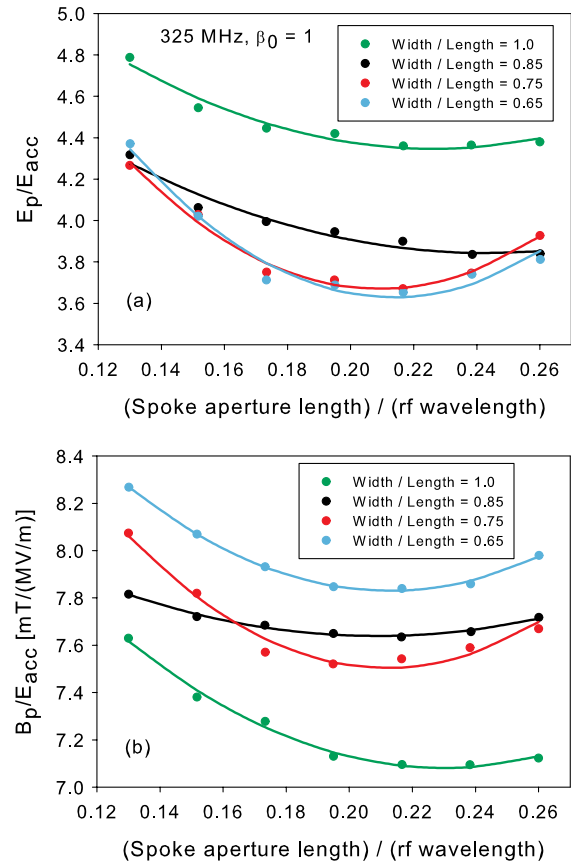 (a)
325 MHz, β0 = 1
Width / Length = 1.0
Width / Length = 0.85
Width / Length = 0.75
Width / Length = 0.65
5.0
4.8
4.6
4.4
4.2
4.0
3.8
3.6
3.4
Ep/Eacc
(a)
0.12 0.14 0.16 0.18 0.20 0.22 0.24 0.26
(Spoke aperture length) / (rf wavelength)
8.4
8.2
8.0
7.8
7.6
7.4
7.2
7.0
Bp/Eacc [mT/(MV/m)]
Width / Length = 1.0
Width / Length = 0.85
Width / Length = 0.75
Width / Length = 0.65
(b)
0.12 0.14 0.16 0.18 0.20 0.22 0.24 0.26
(Spoke aperture length) / (rf wavelength)